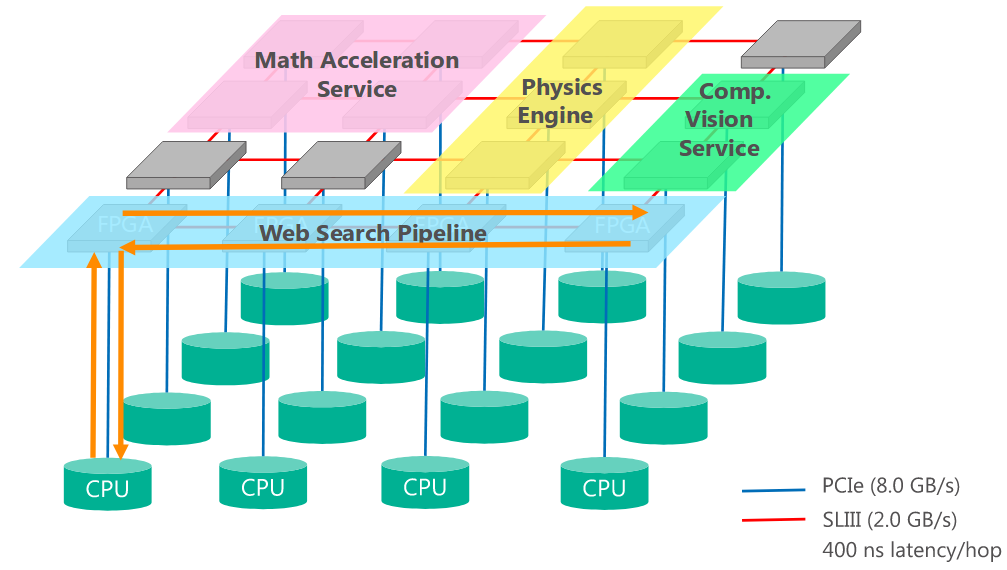 Math Acceleration
Service
Physics
Engine
Comp.
Vision
Service
FPGA
FPGA
FPGA
FPGA
Web Search Pipeline
CPU
CPU
CPU
CPU
PCIe (8.0 GB/s)
SLIII (2.0 GB/s)
400 ns latency/hop